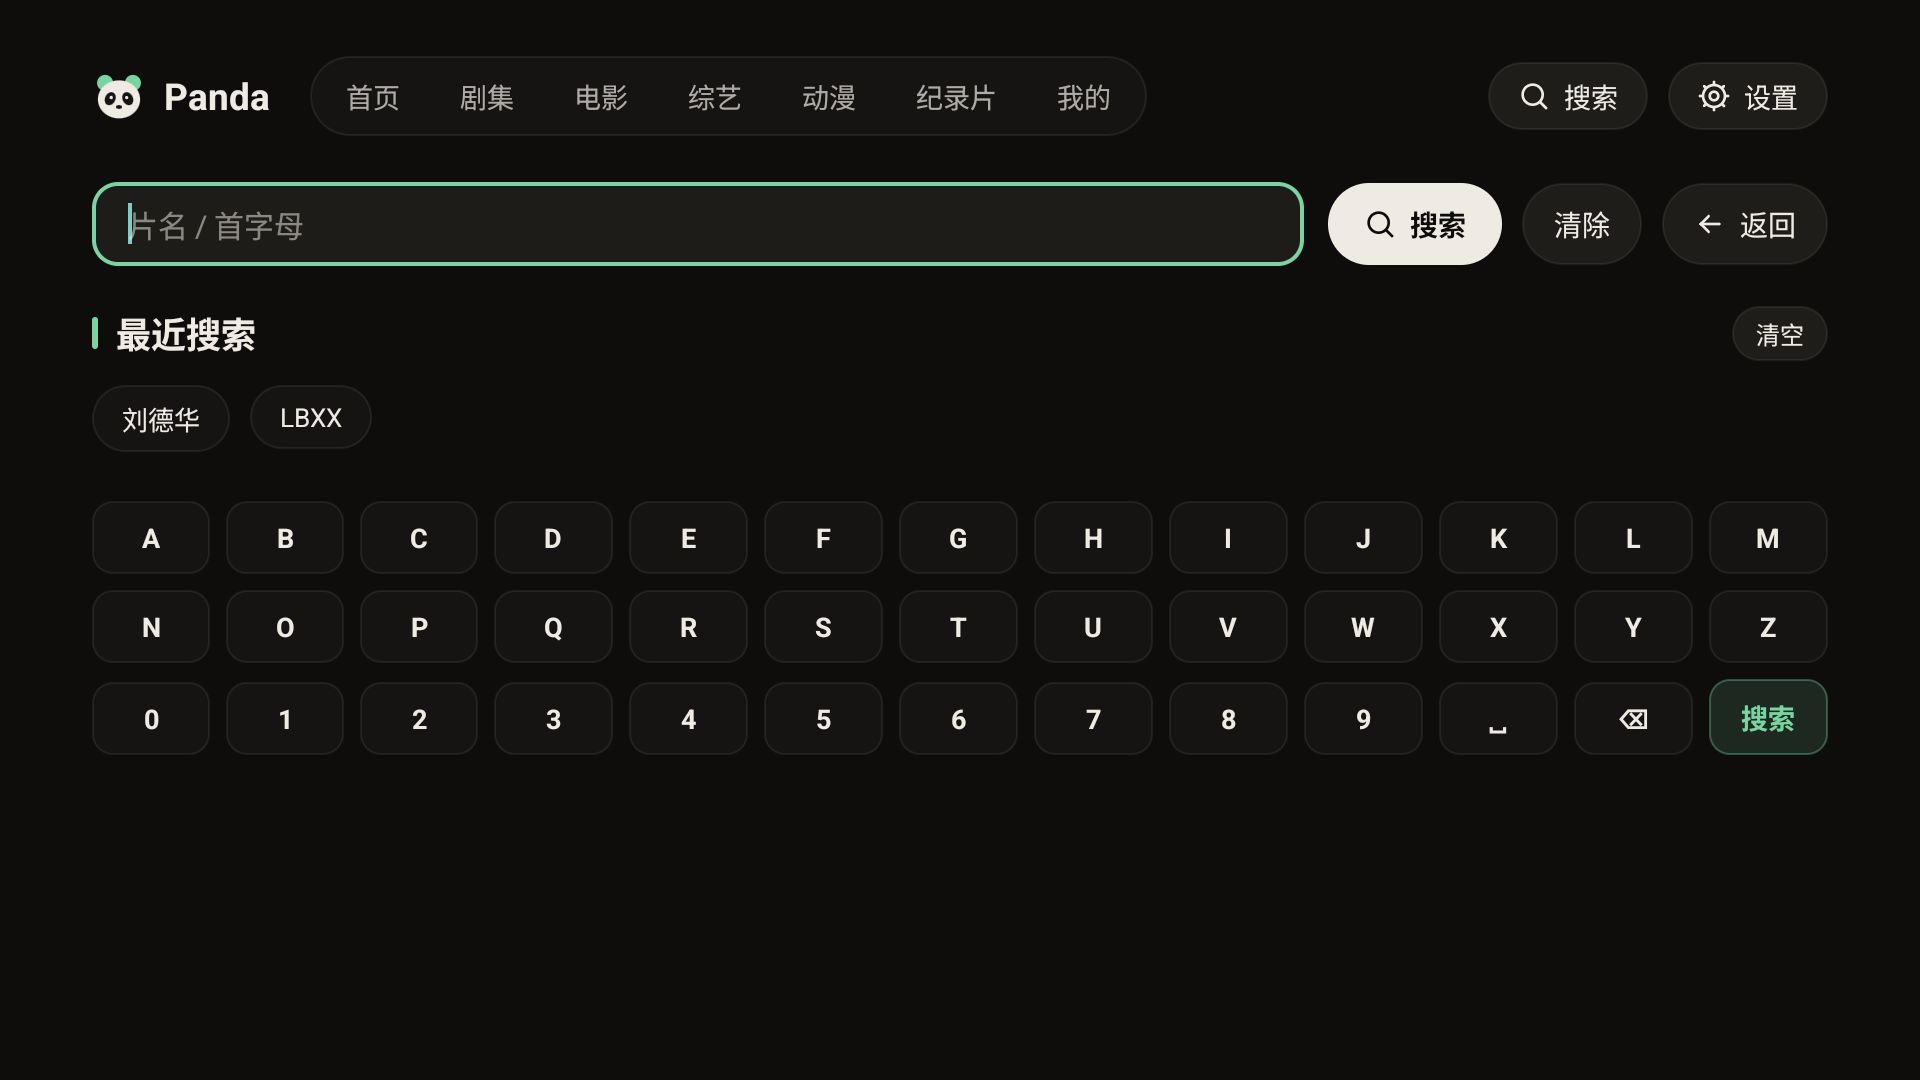 Panda 首页 剧集 电影 综艺 动漫 纪录片 我的 搜索 设置
片名 / 首字母 搜索 清除 返回
最近搜索 清空
刘德华 LBXX
A B C D E F G H I J K L M
N O P Q R S T U V W X Y Z
0 1 2 3 4 5 6 7 8 9 ⌴ ⌫ 搜索